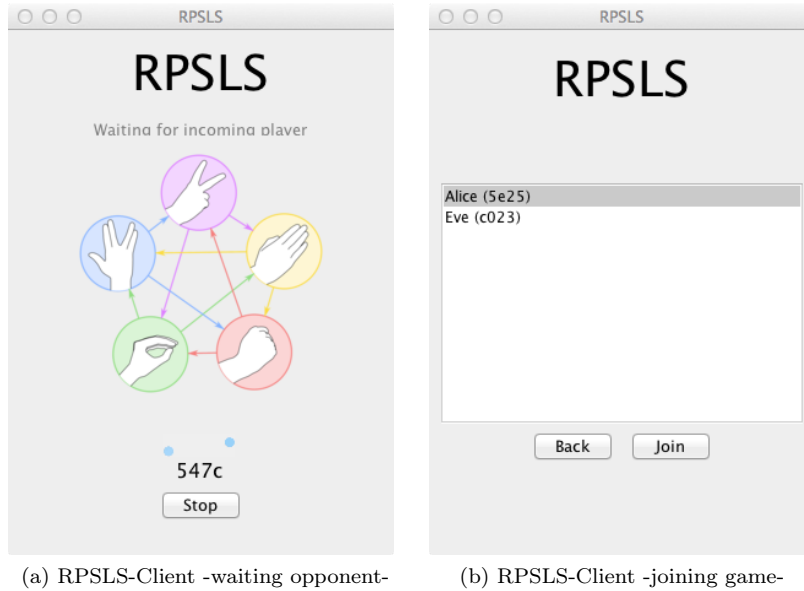 RPSLS
RPSLS
Waiting for incoming player
547c
Stop
(a) RPSLS-Client -waiting opponent-
RPSLS
RPSLS
Alice (5e25)
Eve (c023)
Back Join
(b) RPSLS-Client -joining game-